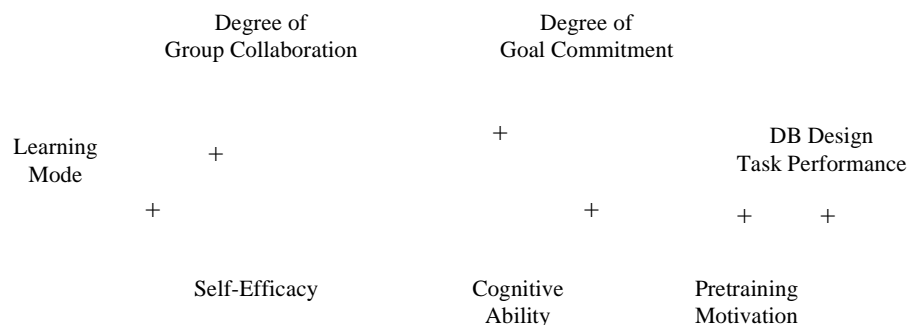 Degree of
Group Collaboration
Degree of
Goal Commitment
+
Learning
Mode
+
DB Design
Task Performance
+
+
+
+
Self-Efficacy
Cognitive
Ability
Pretraining
Motivation